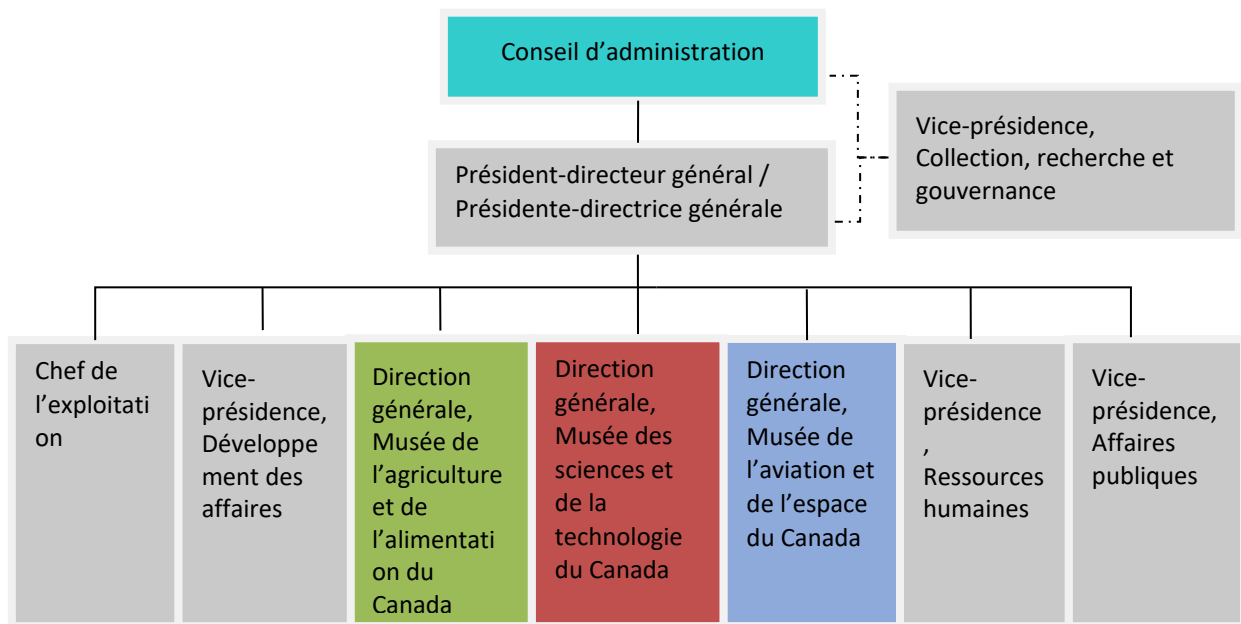 Conseil d’administration
Vice-présidence,
Collection, recherche et
gouvernance
Président-directeur général /
Présidente-directrice générale
Chef de
l’exploitati
on
Vice-
présidence,
Développe
ment des
affaires
Direction
générale,
Musée de
l’agriculture
et de
l’alimentati
on du
Canada
Direction
générale,
Musée des
sciences et
de la
technologie
du Canada
Direction
générale,
Musée de
l’aviation et
de l’espace
du Canada
Vice-
présidence
,
Ressources
humaines
Vice-
présidence,
Affaires
publiques